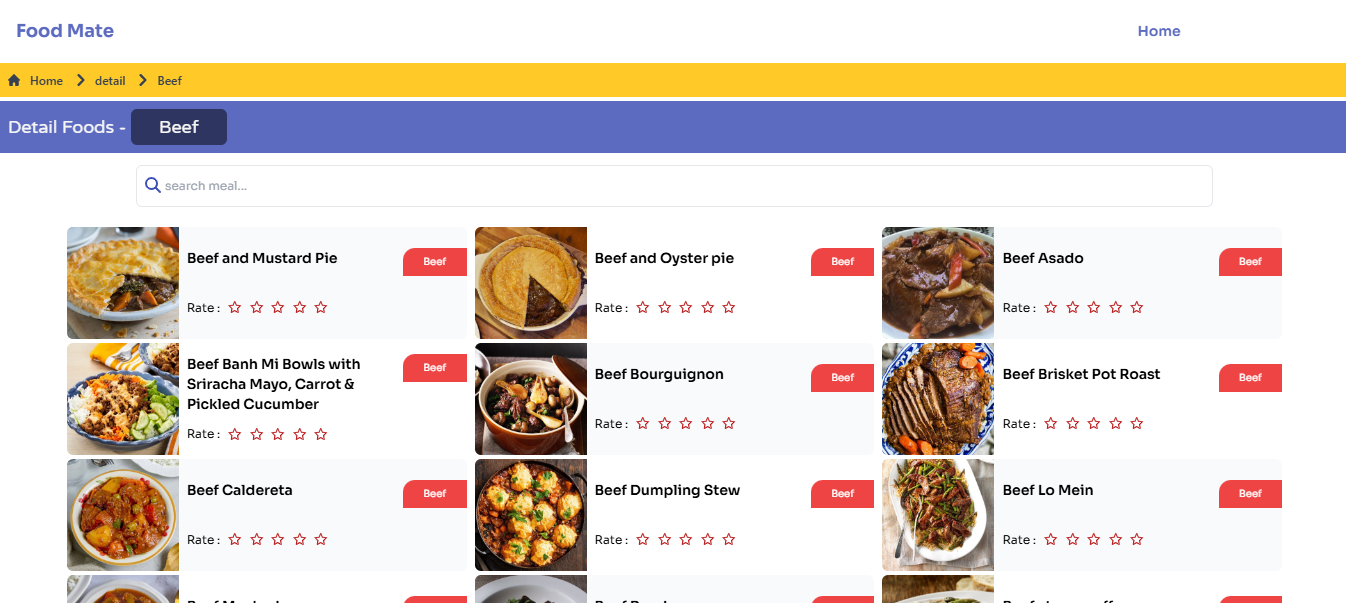 Food Mate
Home
Home
detail
Beef
Detail Foods -
Beef
search meal...
Beef and Mustard Pie
Beef
Rate :
Beef and Oyster pie
Beef
Rate :
Beef Asado
Beef
Rate :
Beef Banh Mi Bowls with
Sriracha Mayo, Carrot &
Pickled Cucumber
Beef
Rate :
Beef Bourguignon
Beef
Rate :
Beef Brisket Pot Roast
Beef
Rate :
Beef Caldereta
Beef
Rate :
Beef Dumpling Stew
Beef
Rate :
Beef Lo Mein
Beef
Rate :